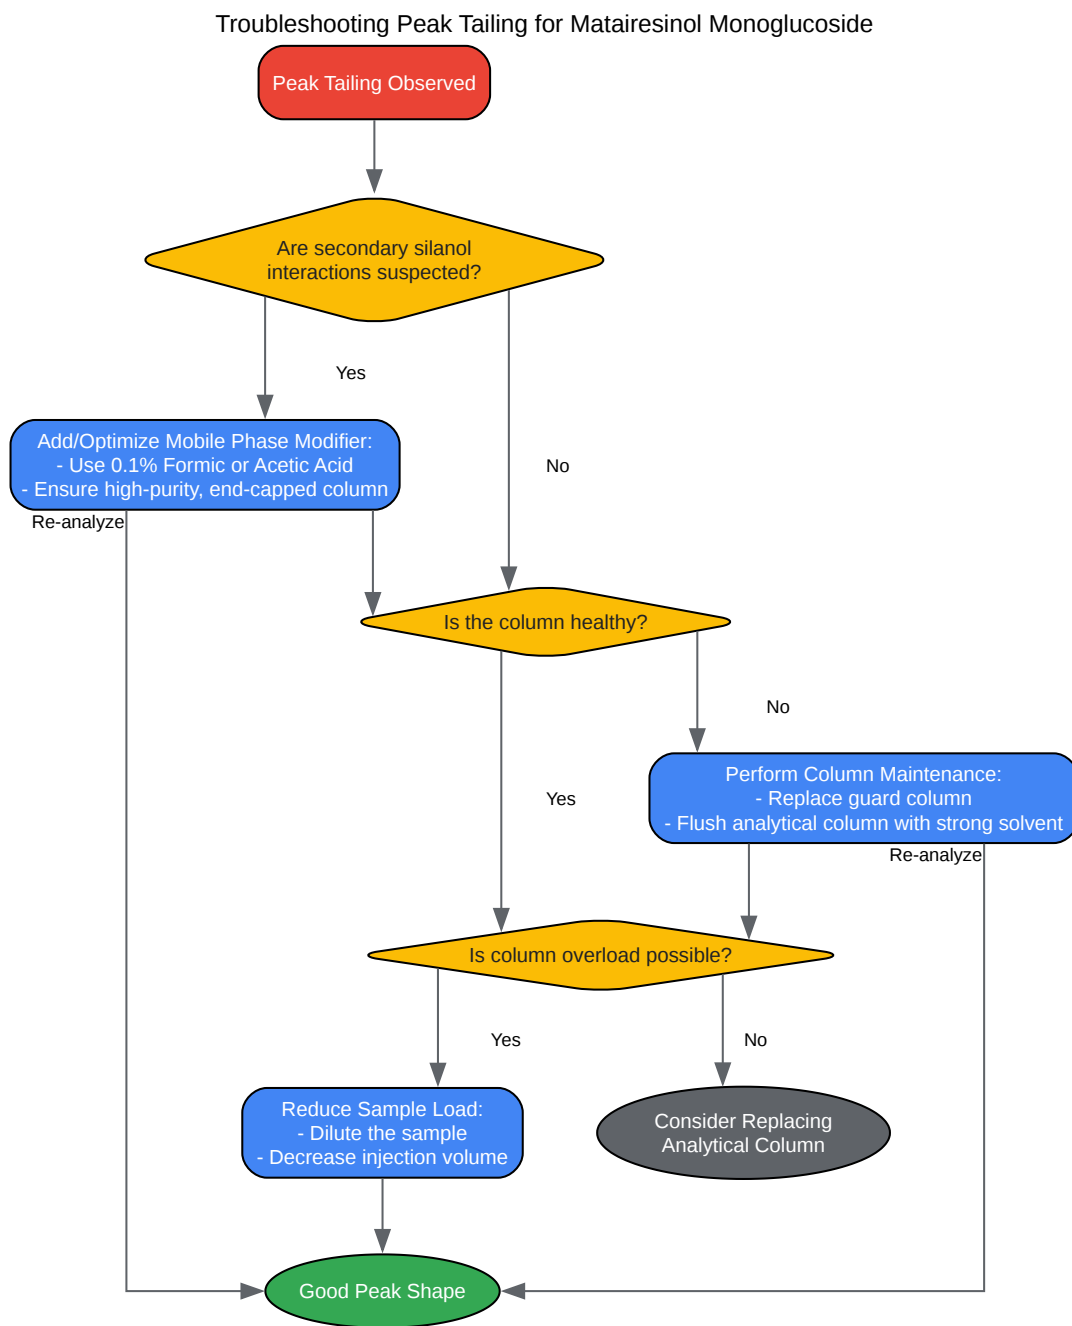 Troubleshooting Peak Tailing for Matairesinol Monoglucoside
Peak Tailing Observed
Are secondary silanol
interactions suspected?
Yes
No
Add/Optimize Mobile Phase Modifier:
- Use 0.1% Formic or Acetic Acid
- Ensure high-purity, end-capped column
Re-analyze
Is the column healthy?
No
Yes
Perform Column Maintenance:
- Replace guard column
- Flush analytical column with strong solvent
Re-analyze
Is column overload possible?
Yes
No
Reduce Sample Load:
- Dilute the sample
- Decrease injection volume
Consider Replacing
Analytical Column
Good Peak Shape